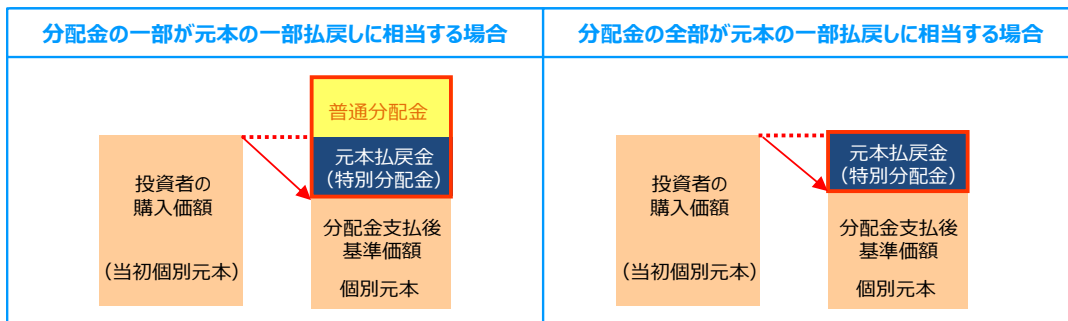 分配金の一部が元本の一部払戻しに相当する場合
普通分配金
元本払戻金
(特別分配金)
投資者の
購入価額
(当初個別元本)
分配金支払後
基準価額
個別元本
分配金の全部が元本の一部払戻しに相当する場合
元本払戻金
(特別分配金)
投資者の
購入価額
(当初個別元本)
分配金支払後
基準価額
個別元本